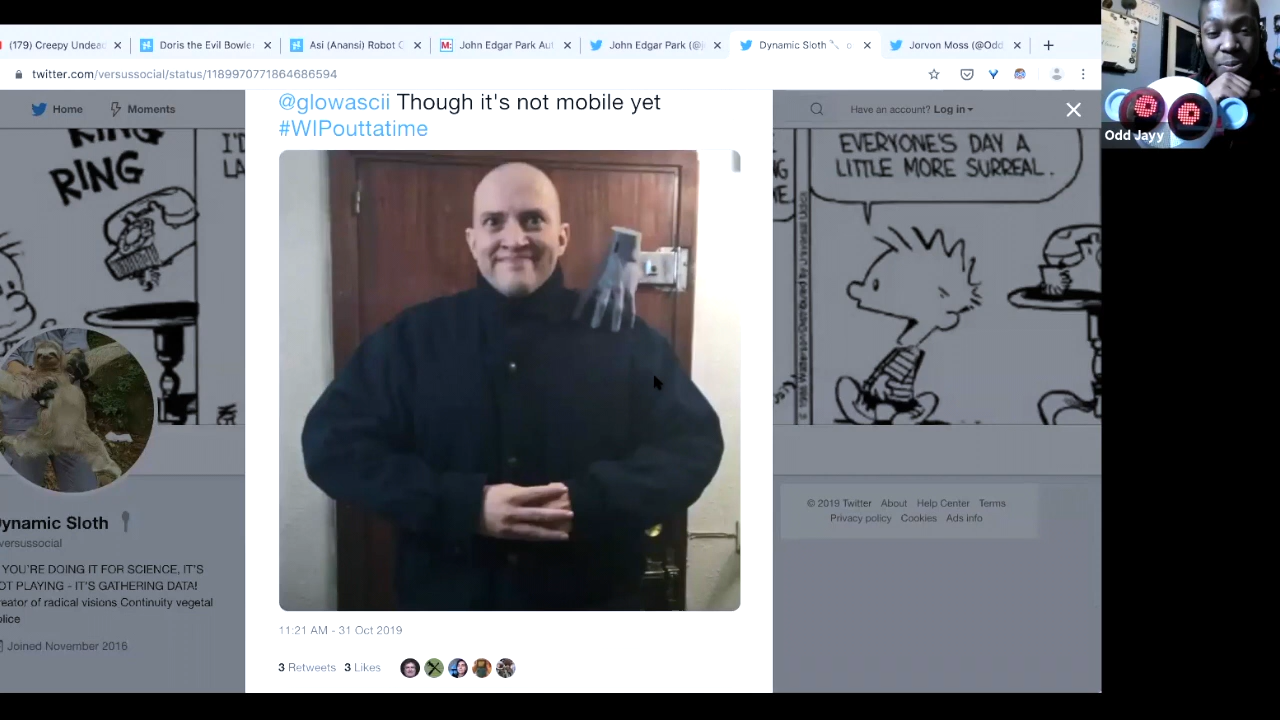 (179) Creepy Undea
Doris the Evil Bowle
Asi (Anansi) Robot
John Edgar Park Aut
John Edgar Park (@
Dynamic Sloth
Jorvon Moss (@Odd
twitter.com/versussocial/status/1189970771864686594
Home
Moments
Have an account? Log in
@glowascii Though it's not mobile yet
#WIPouttatime
RING
RING
I'D
EVERYONE'S DAY A
LITTLE MORE SURREAL.
Odd Jayy
ynamic Sloth
versussocial
YOU'RE DOING IT FOR SCIENCE, IT'S
OT PLAYING - IT'S GATHERING DATA!
reator of radical visions Continuity vegetal
olice
Joined November 2016
© 2019 Twitter About Help Center Terms
Privacy policy Cookies Ads info
11:21 AM - 31 Oct 2019
3 Retweets 3 Likes